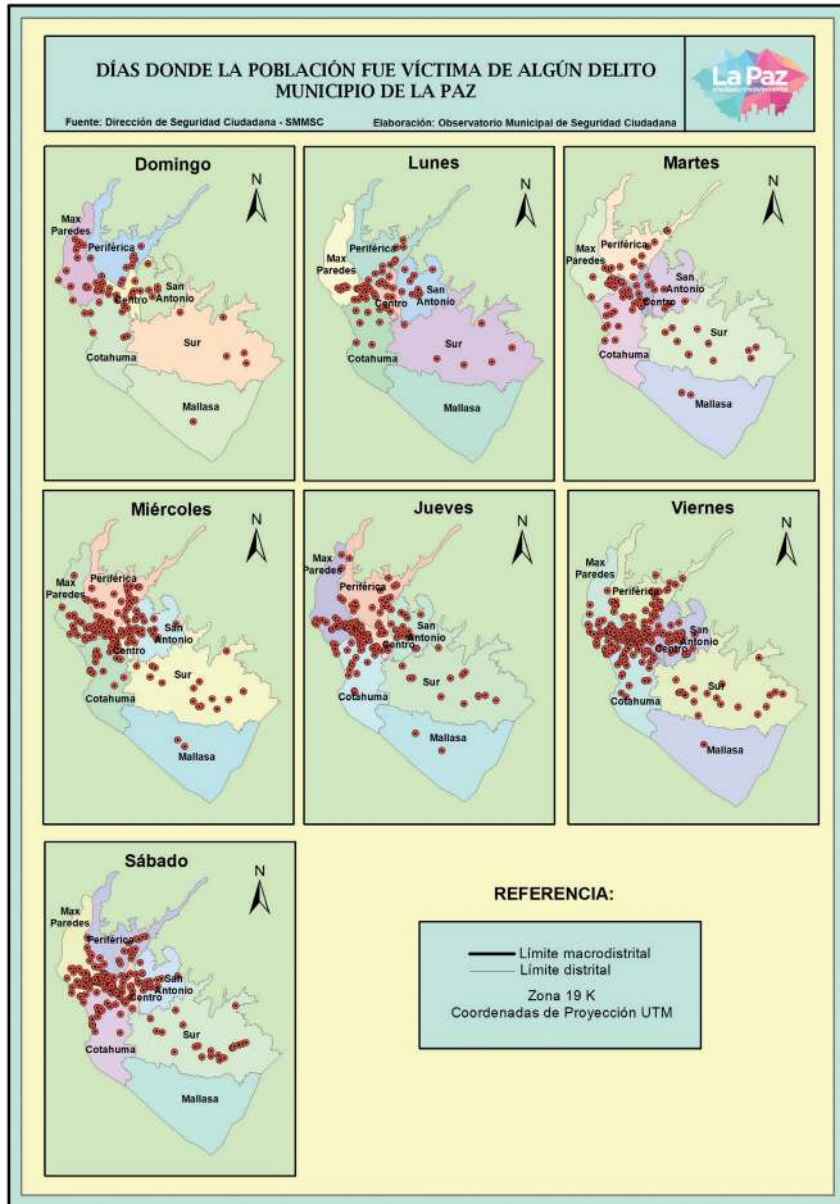 DÍAS DONDE LA POBLACIÓN FUE VÍCTIMA DE ALGÚN DELITO
MUNICIPIO DE LA PAZ
Fuente: Dirección de Seguridad Ciudadana - SMMSC
Elaboración: Observatorio Municipal de Seguridad Ciudadana
La Paz
Domingo
N
Max
Paredes
Periférica
San
Antonio
Centro
Sur
Cotahuma
Mallasa
Lunes
N
Periférica
Max
Paredes
Centro
San
Antonio
Sur
Cotahuma
Mallasa
Martes
N
Periférica
Max
Paredes
San
Antonio
Centro
Sur
Cotahuma
Mallasa
Miércoles
N
Max
Paredes
Periférica
San
Antonio
Centro
Sur
Cotahuma
Mallasa
Jueves
N
Max
Paredes
Periférica
San
Antonio
Centro
Sur
Cotahuma
Mallasa
Viernes
N
Max
Paredes
Periférica
San
Antonio
Centro
Sur
Cotahuma
Mallasa
Sábado
N
Max
Paredes
Periférica
San
Antonio
Centro
Sur
Cotahuma
Mallasa
REFERENCIA:
Límite macrodistrital
Límite distrital
Zona 19 K
Coordenadas de Proyección UTM